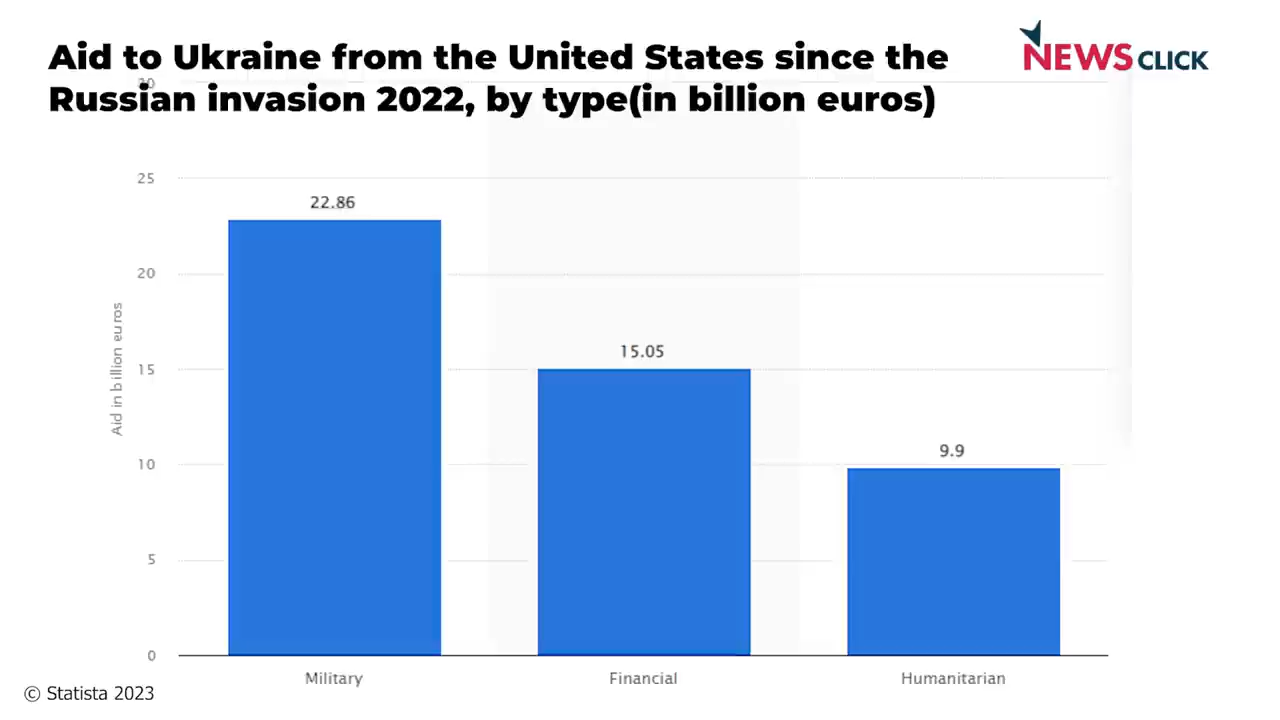 Aid to Ukraine from the United States since the
Russian invasion 2022, by type(in billion euros)
NEWSCLICK
30
25
20
15
10
5
0
Aid in billion euros
22.86
15.05
9.9
Military
Financial
Humanitarian
© Statista 2023